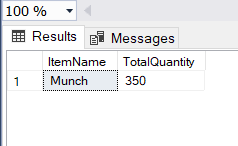 100 %
Results Messages
ItemName TotalQuantity
1 Munch 350